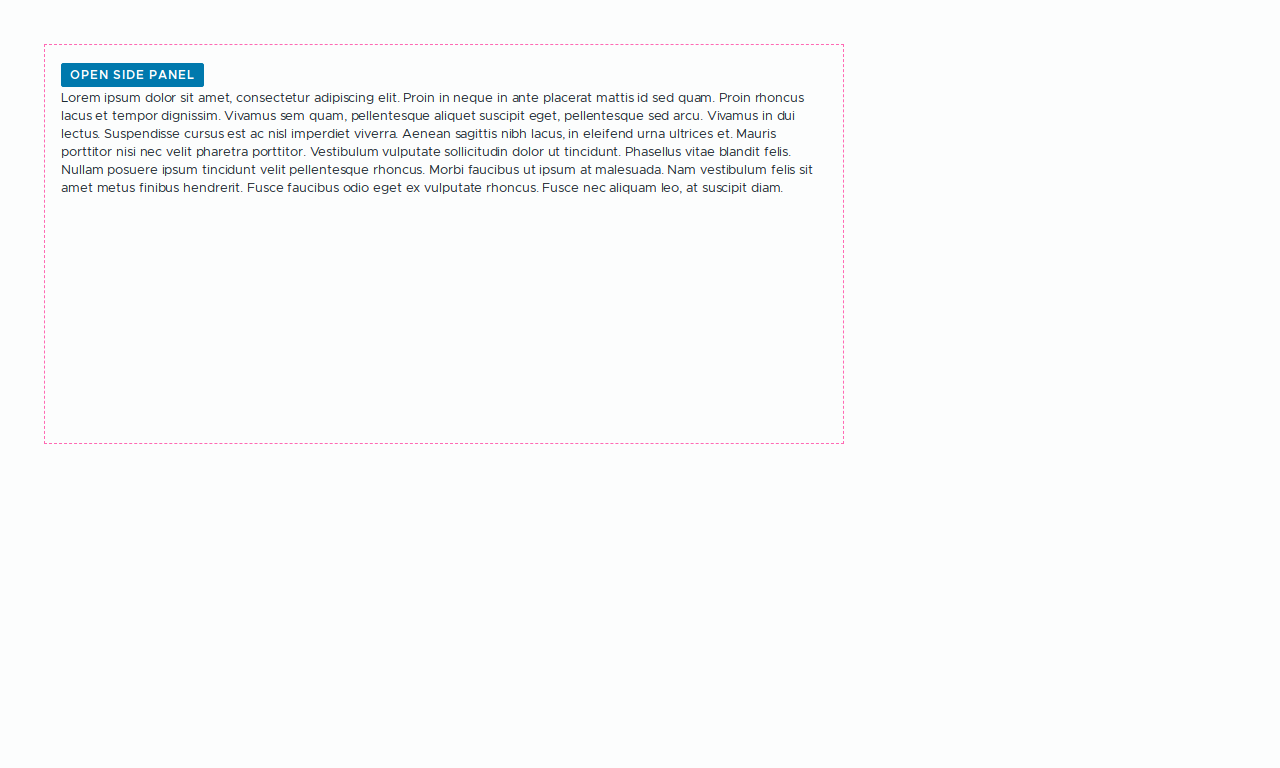 OPEN SIDE PANEL
Lorem ipsum dolor sit amet, consectetur adipiscing elit. Proin in neque in ante placerat mattis id sed quam. Proin rhoncus
lacus et tempor dignissim. Vivamus sem quam, pellentesque aliquet suscipit eget, pellentesque sed arcu. Vivamus in dui
lectus. Suspendisse cursus est ac nisl imperdiet viverra. Aenean sagittis nibh lacus, in eleifend urna ultrices et. Mauris
porttitor nisi nec velit pharetra porttitor. Vestibulum vulputate sollicitudin dolor ut tincidunt. Phasellus vitae blandit felis.
Nullam posuere ipsum tincidunt velit pellentesque rhoncus. Morbi faucibus ut ipsum at malesuada. Nam vestibulum felis sit
amet metus finibus hendrerit. Fusce faucibus odio eget ex vulputate rhoncus. Fusce nec aliquam leo, at suscipit diam.